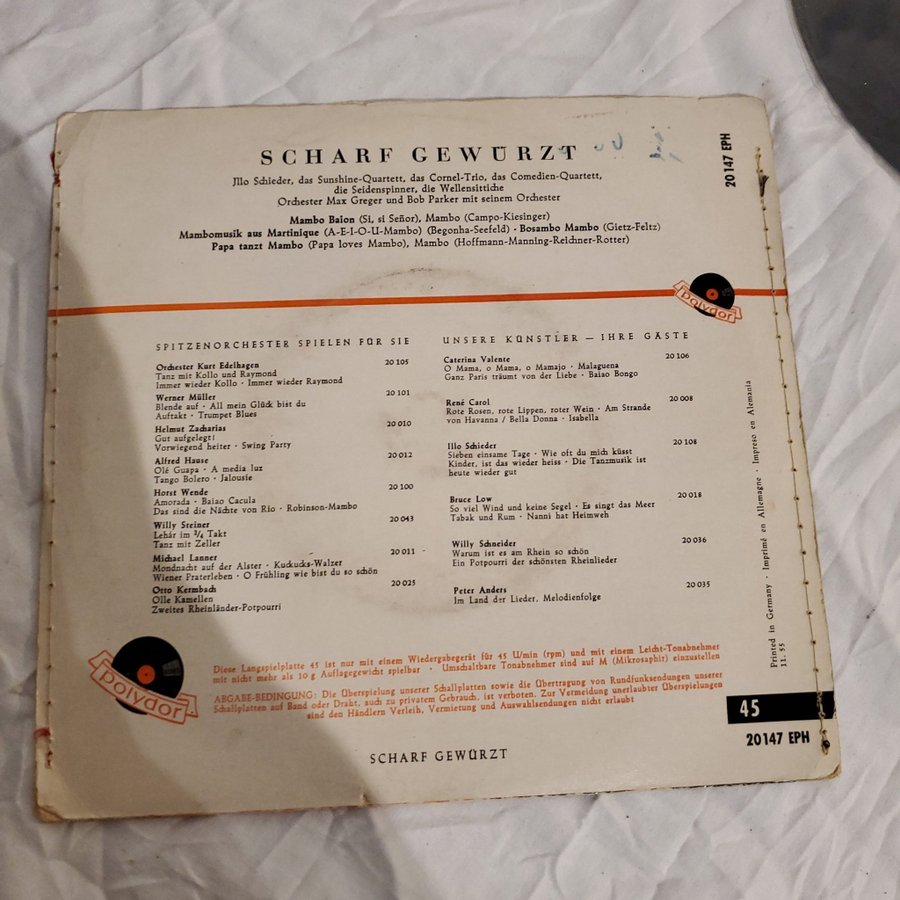 SCHARF GEWÜRZT
20 147 EPH
Jllo Schieder, das Sunshine-Quartett, das Cornel-Trio, das Comedien-Quartett,
die Seidenspinner, die Wellensittiche
Orchester Max Greger und Bob Parker mit seinem Orchester
Mambo Baion (Si, si Señor), Mambo (Campo-Kiesinger)
Mambomusik aus Martinique (A-E-I-O-U-Mambo) (Begonha-Seefeld) · Bosambo Mambo (Gietz-Feltz)
Papa tanzt Mambo (Papa loves Mambo), Mambo (Hoffmann-Manning-Reichner-Rotter)
polydor
SPITZENORCHESTER SPIELEN FÜR SIE
Orchester Kurt Edelhagen 20 105
Tanz mit Kollo und Raymond
Immer wieder Kollo · Immer wieder Raymond
Werner Müller 20 101
Blende auf · All mein Glück bist du
Auftakt · Trumpet Blues
Helmut Zacharias 20 010
Gut aufgelegt!
Vorwiegend heiter · Swing Party
Alfred Hause 20 012
Olé Guapa · A media luz
Tango Bolero · Jalousie
Horst Wende 20 100
Amorada · Baiao Cacula
Das sind die Nächte von Rio · Robinson-Mambo
Willy Steiner 20 043
Lehár im 3/4 Takt
Tanz mit Zeller
Michael Lanner 20 011
Mondnacht auf der Alster · Kuckucks-Walzer
Wiener Praterleben · O Frühling wie bist du so schön
Otto Kermbach 20 025
Olle Kamellen
Zweites Rheinländer-Potpourri
UNSERE KÜNSTLER — IHRE GÄSTE
Caterina Valente 20 106
O Mama, o Mama, o Mamajo · Malaguena
Ganz Paris träumt von der Liebe · Baiao Bongo
René Carol 20 008
Rote Rosen, rote Lippen, roter Wein · Am Strande
von Havanna / Bella Donna · Isabella
Illo Schieder 20 108
Sieben einsame Tage · Wie oft du mich küsst
Kinder, ist das wieder heiss · Die Tanzmusik ist
heute wieder gut
Bruce Low 20 018
So viel Wind und keine Segel · Es singt das Meer
Tabak und Rum · Nanni hat Heimweh
Willy Schneider 20 036
Warum ist es am Rhein so schön
Ein Potpourri der schönsten Rheinlieder
Peter Anders 20 035
Im Land der Lieder, Melodienfolge
Printed in Germany · Imprimé en Allemagne · Impreso en Alemania
11. 55
polydor
Diese Langspielplatte 45 ist nur mit einem Wiedergabegerät für 45 U/min (rpm) und mit einem Leicht-Tonabnehmer
mit nicht mehr als 10 g Auflagegewicht spielbar · Umschaltbare Tonabnehmer sind auf M (Mikrosaphir) einzustellen
ABGABE-BEDINGUNG: Die Überspielung unserer Schallplatten sowie die Übertragung von Rundfunksendungen unserer
Schallplatten auf Band oder Draht, auch zu privatem Gebrauch, ist verboten. Zur Vermeidung unerlaubter Überspielungen
sind den Händlern Verleih, Vermietung und Auswahlsendungen nicht erlaubt
45
20147 EPH
SCHARF GEWÜRZT